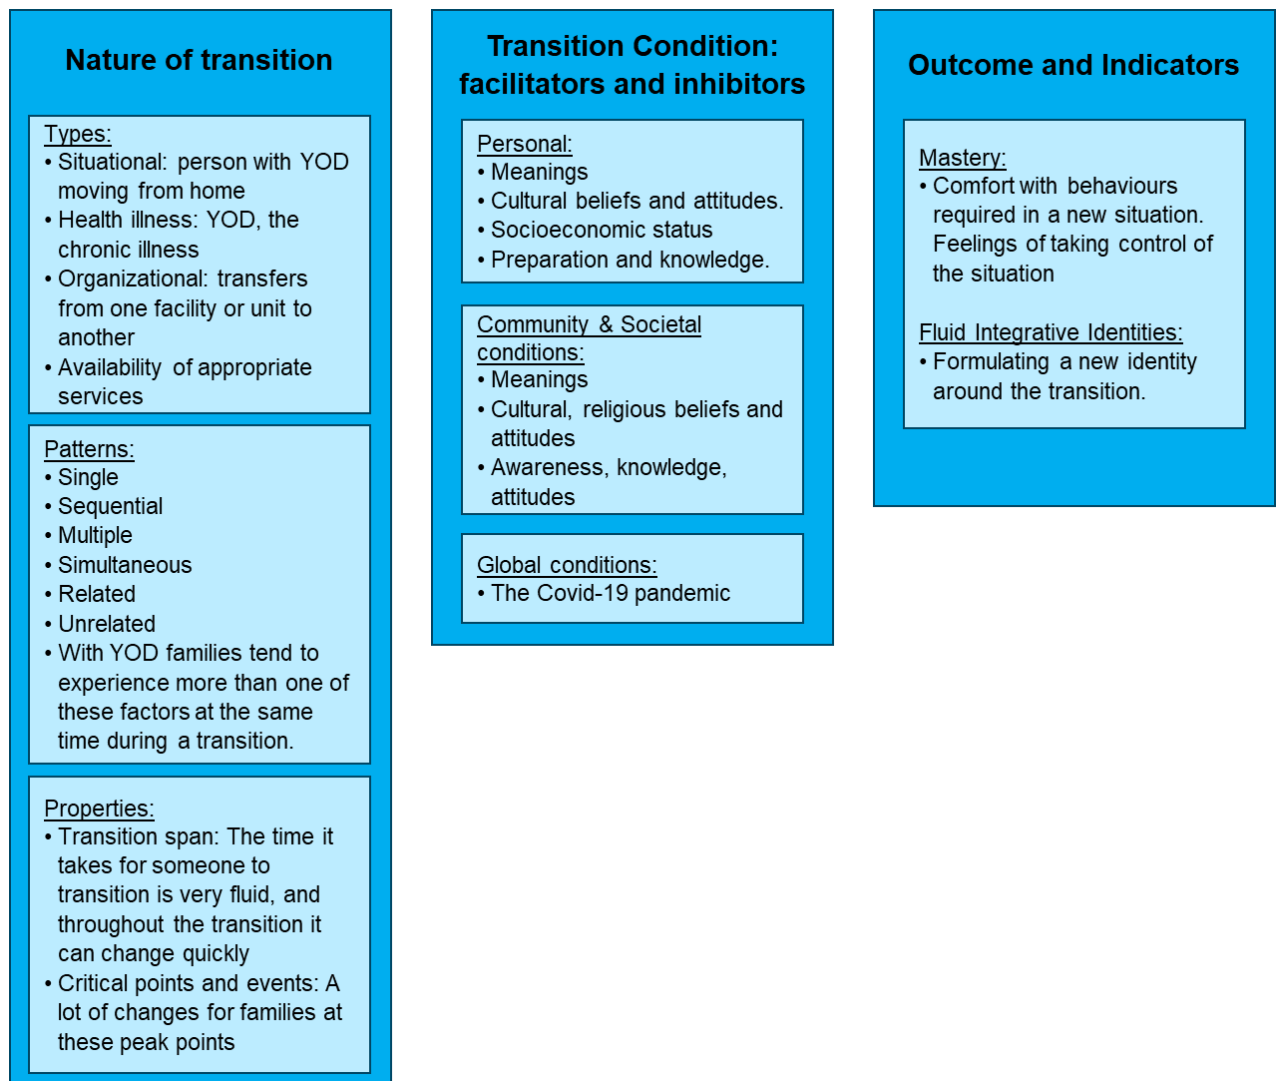 Nature of transition
Types:
• Situational: person with YOD
moving from home
• Health illness: YOD, the
chronic illness
• Organizational: transfers
from one facility or unit to
another
• Availability of appropriate
services
Patterns:
• Single
• Sequential
• Multiple
• Simultaneous
• Related
• Unrelated
• With YOD families tend to
experience more than one of
these factors at the same
time during a transition.
Properties:
• Transition span: The time it
takes for someone to
transition is very fluid, and
throughout the transition it
can change quickly
• Critical points and events: A
lot of changes for families at
these peak points
Transition Condition:
facilitators and inhibitors
Personal:
• Meanings
• Cultural beliefs and attitudes.
• Socioeconomic status
• Preparation and knowledge.
Community & Societal
conditions:
• Meanings
• Cultural, religious beliefs and
attitudes
• Awareness, knowledge,
attitudes
Global conditions:
• The Covid-19 pandemic
Outcome and Indicators
Mastery:
• Comfort with behaviours
required in a new situation.
Feelings of taking control of
the situation
Fluid Integrative Identities:
• Formulating a new identity
around the transition.